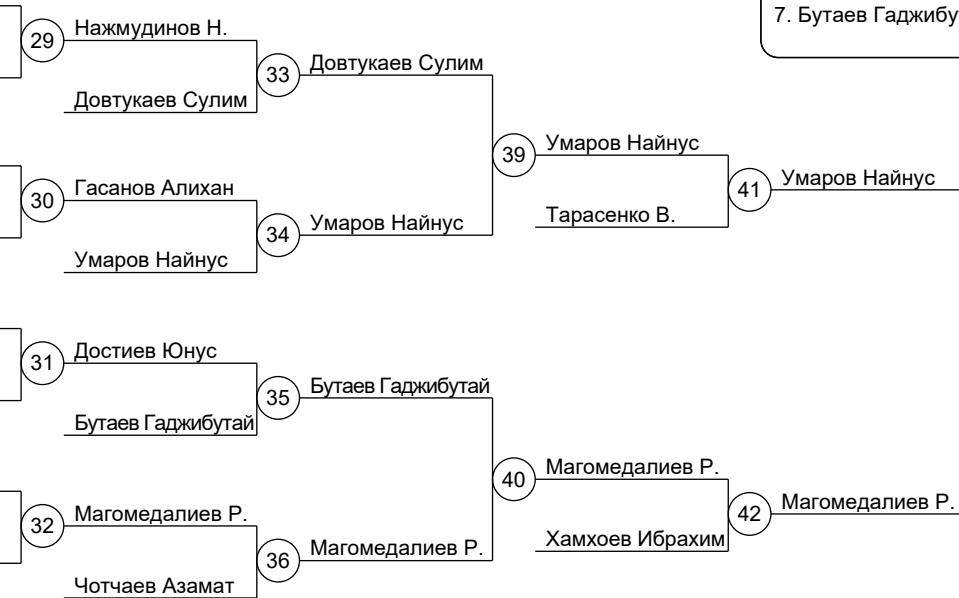 7. Бутаев Гаджибу
29
Нажмудинов Н.
33
Довтукаев Сулим
Довтукаев Сулим
39
Умаров Найнус
41
Умаров Найнус
30
Гасанов Алихан
34
Умаров Найнус
Тарасенко В.
Умаров Найнус
31
Достиев Юнус
35
Бутаев Гаджибутай
Бутаев Гаджибутай
40
Магомедалиев Р.
42
Магомедалиев Р.
32
Магомедалиев Р.
36
Магомедалиев Р.
Хамхоев Ибрахим
Чотчаев Азамат